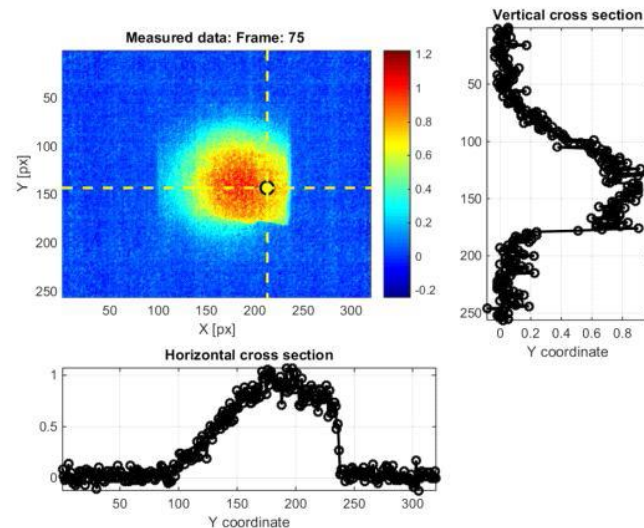 Measured data: Frame: 75
1.2
1
0.8
0.6
0.4
0.2
0
-0.2
50
100
150
200
250
Y [px]
50 100 150 200 250 300
X [px]
Vertical cross section
50
100
150
200
250
0 0.2 0.4 0.6 0.8
Y coordinate
Horizontal cross section
1
0.5
0
50 100 150 200 250 300
Y coordinate